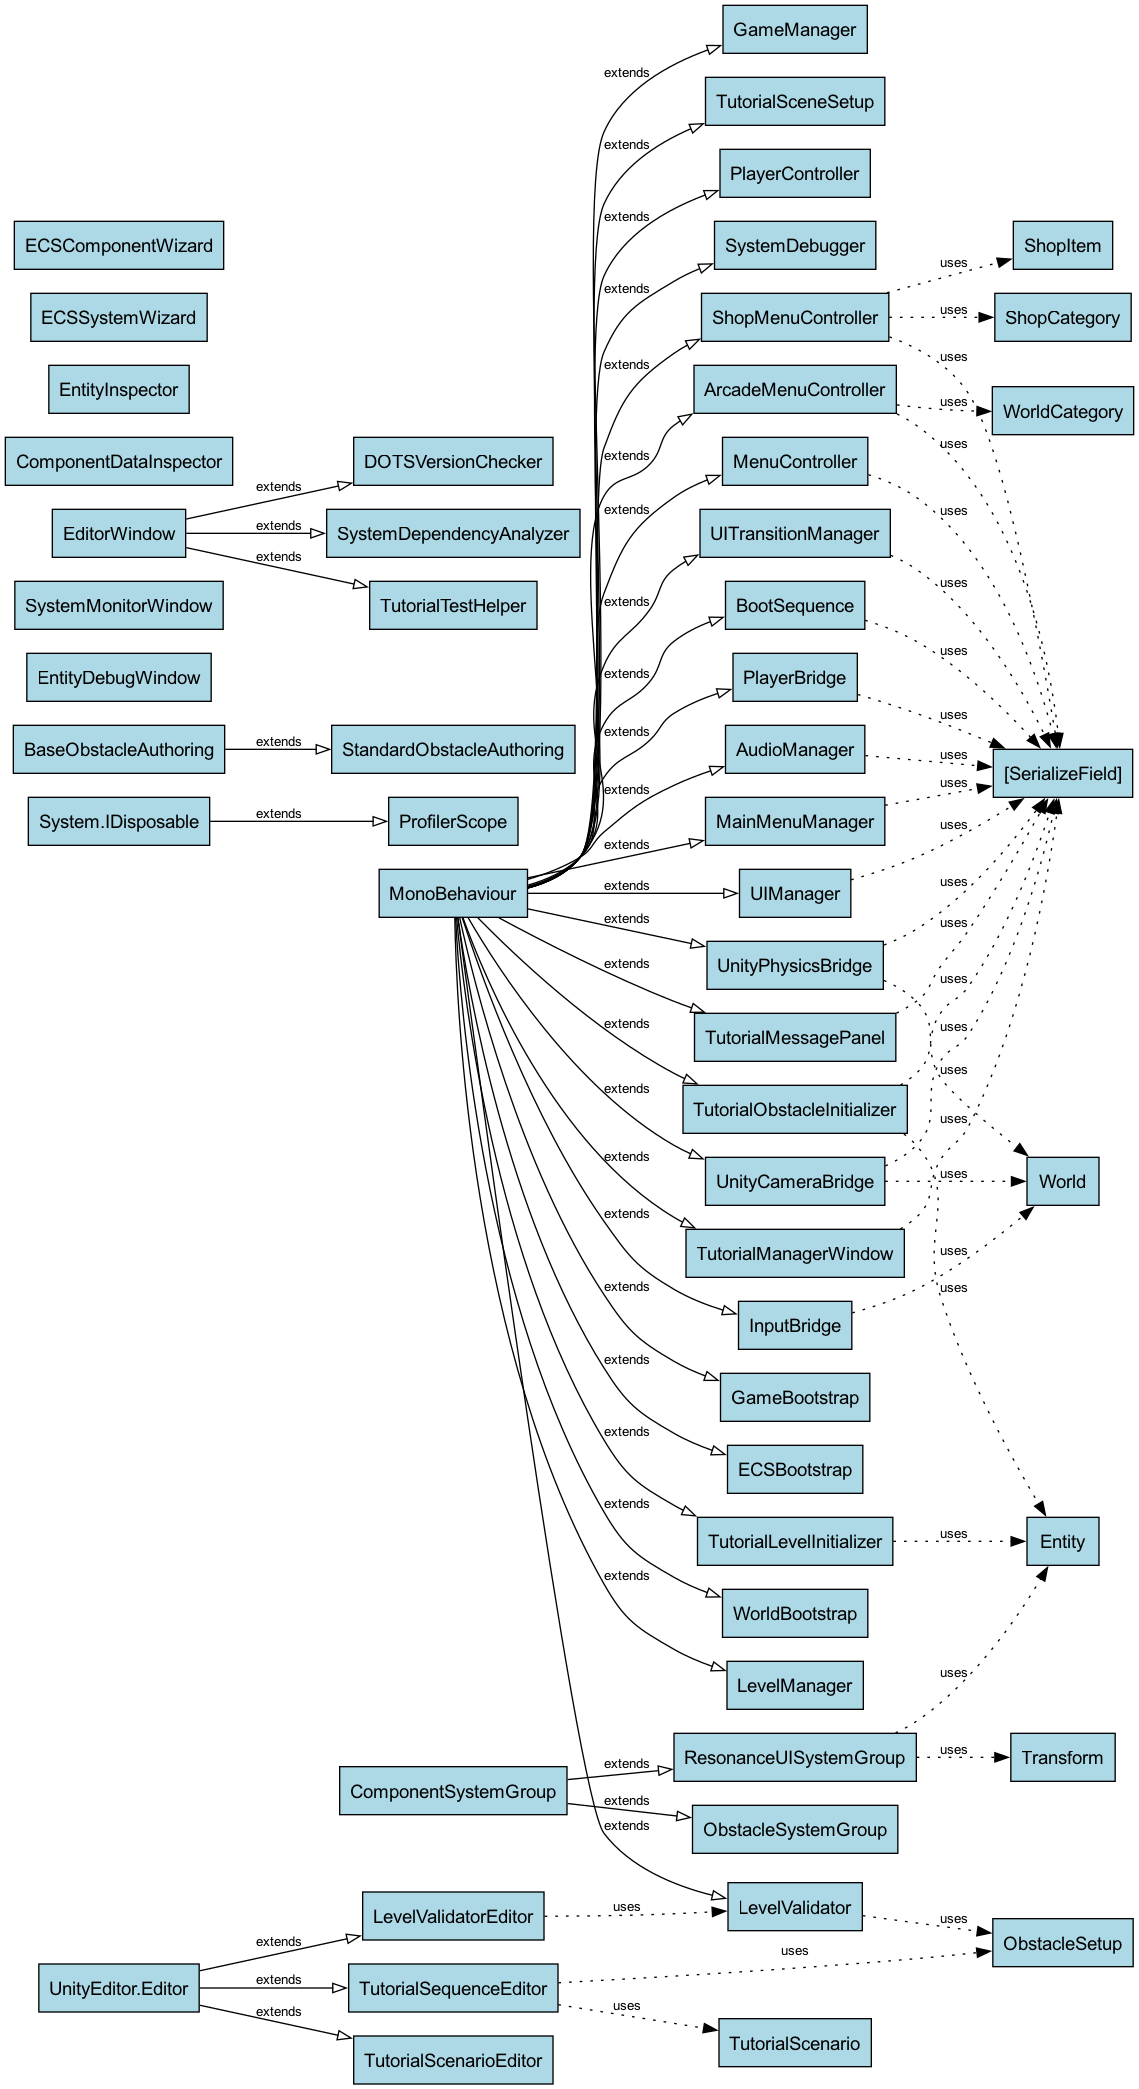 GameManager
extends
TutorialSceneSetup
extends
PlayerController
extends
ECSComponentWizard
SystemDebugger
ShopItem
uses
extends
ECSSystemWizard
ShopMenuController
uses
ShopCategory
extends
uses
EntityInspector
ArcadeMenuController
uses
WorldCategory
extends
uses
ComponentDataInspector
DOTSVersionChecker
MenuController
extends
extends
uses
EditorWindow
extends
SystemDependencyAnalyzer
UITransitionManager
extends
extends
uses
SystemMonitorWindow
TutorialTestHelper
BootSequence
extends
uses
EntityDebugWindow
PlayerBridge
extends
uses
BaseObstacleAuthoring
extends
StandardObstacleAuthoring
AudioManager
uses
[SerializeField]
extends
uses
System.IDisposable
extends
ProfilerScope
MainMenuManager
uses
extends
MonoBehaviour
extends
UIManager
uses
extends
uses
UnityPhysicsBridge
extends
TutorialMessagePanel
uses
extends
uses
TutorialObstacleInitializer
extends
uses
UnityCameraBridge
uses
World
extends
TutorialManagerWindow
extends
uses
uses
InputBridge
extends
GameBootstrap
extends
ECSBootstrap
extends
TutorialLevelInitializer
uses
Entity
extends
WorldBootstrap
LevelManager
uses
ResonanceUISystemGroup
uses
Transform
extends
ComponentSystemGroup
extends
ObstacleSystemGroup
extends
LevelValidatorEditor
uses
LevelValidator
uses
ObstacleSetup
extends
uses
UnityEditor.Editor
extends
TutorialSequenceEditor
extends
uses
TutorialScenario
TutorialScenarioEditor